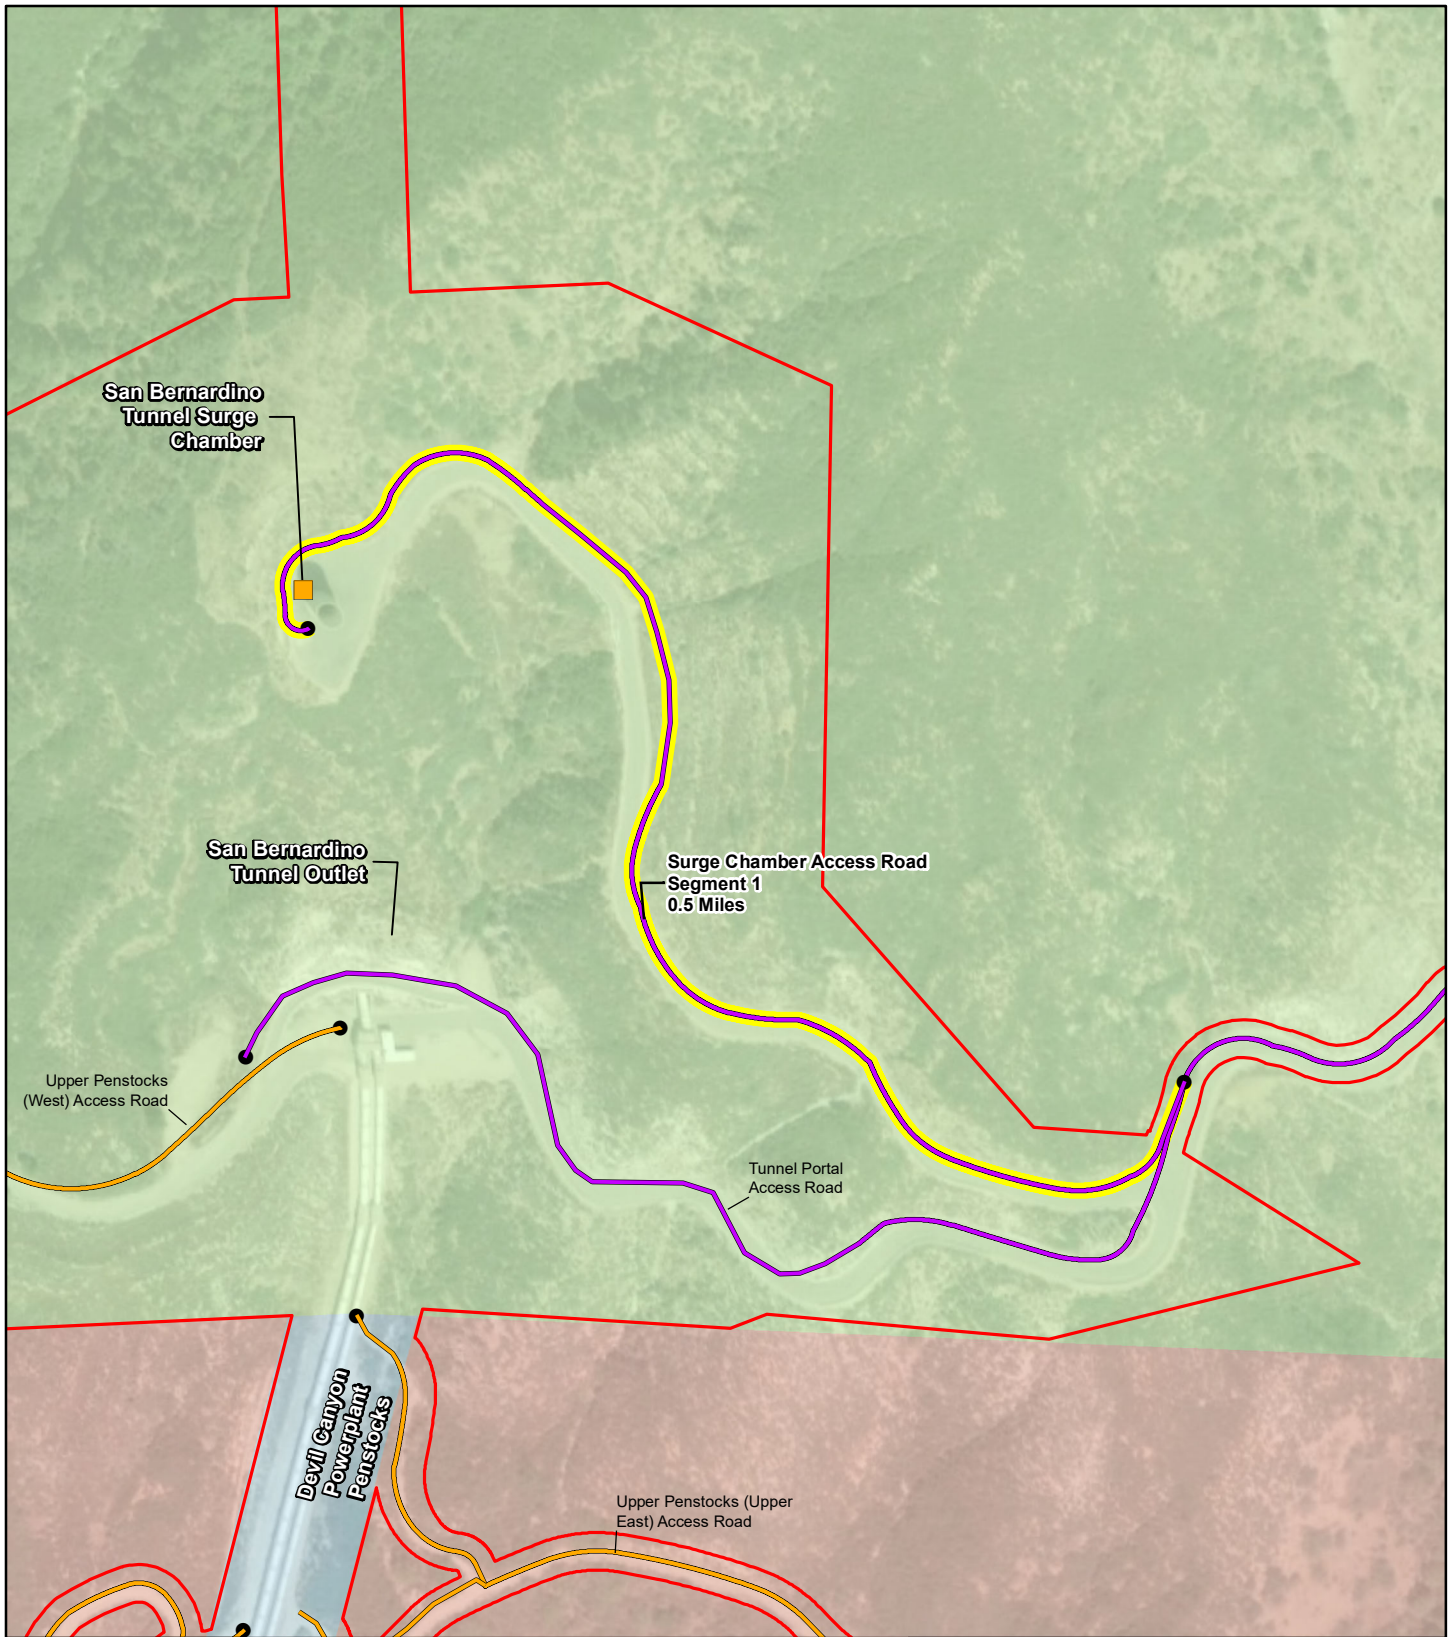 San Bernardino
Tunnel Surge
Chamber
San Bernardino
Tunnel Outlet
Surge Chamber Access Road
Segment 1
0.5 Miles
Upper Penstocks
(West) Access Road
Tunnel Portal
Access Road
Devil Canyon
Powerplant
Penstocks
Upper Penstocks (Upper
East) Access Road